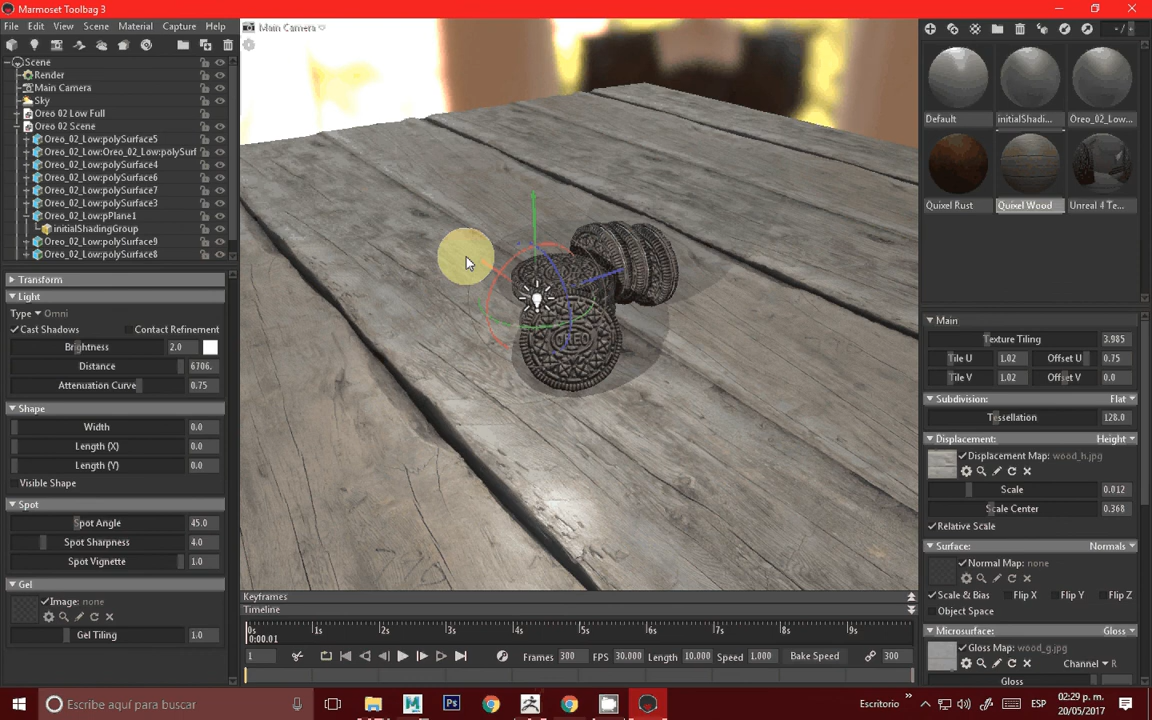 Marmoset Toolbag 3
File Edit View Scene Material Capture Help
Main Camera
Scene
Render
Main Camera
Sky
Oreo 02 Low Full
Oreo 02 Scene
Oreo_02_Low:polySurface5
Oreo_02_Low:Oreo_02_Low:polySurf
Oreo_02_Low:polySurface4
Oreo_02_Low:polySurface6
Oreo_02_Low:polySurface7
Oreo_02_Low:polySurface3
Oreo_02_Low:pPlane1
initialShadingGroup
Oreo_02_Low:polySurface9
Oreo_02_Low:polySurface8
Transform
Light
Type Omni
Cast Shadows Contact Refinement
Brightness 2.0
Distance 6706.
Attenuation Curve 0.75
Shape
Width 0.0
Length (X) 0.0
Length (Y) 0.0
Visible Shape
Spot
Spot Angle 45.0
Spot Sharpness 4.0
Spot Vignette 1.0
Gel
Image: none
Gel Tiling 1.0
OREO
Keyframes
Timeline
0s 1s 2s 3s 4s 5s 6s 7s 8s 9s
0:00.01
1 Frames 300 FPS 30.000 Length 10.000 Speed 1.000 Bake Speed 300
- / -
Default initialShadi... Oreo_02_Low...
Quixel Rust Quixel Wood Unreal 4 Te...
Main
Texture Tiling 3.985
Tile U 1.02 Offset U 0.75
Tile V 1.02 Offset V 0.0
Subdivision: Flat
Tessellation 128.0
Displacement: Height
Displacement Map: wood_h.jpg
Scale 0.012
Scale Center 0.368
Relative Scale
Surface: Normals
Normal Map: none
Scale & Bias Flip X Flip Y Flip Z
Object Space
Microsurface: Gloss
Gloss Map: wood_g.jpg
Channel R
Gloss
Escribe aquí para buscar
Escritorio » ESP
02:29 p. m.
20/05/2017